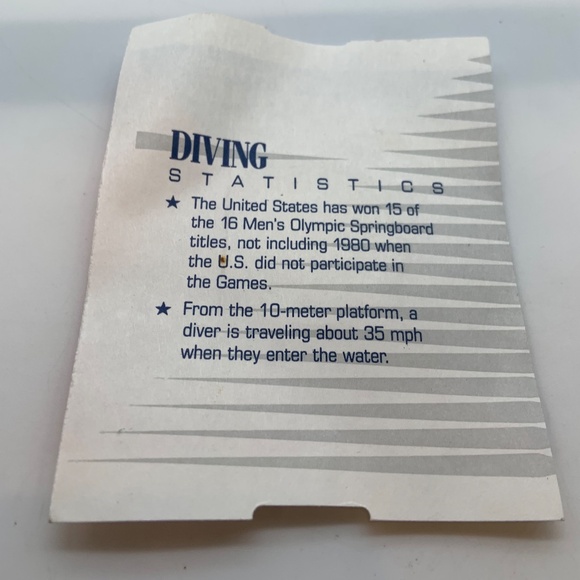 DIVING
STATISTICS
★ The United States has won 15 of
the 16 Men's Olympic Springboard
titles, not including 1980 when
the U.S. did not participate in
the Games.
★ From the 10-meter platform, a
diver is traveling about 35 mph
when they enter the water.